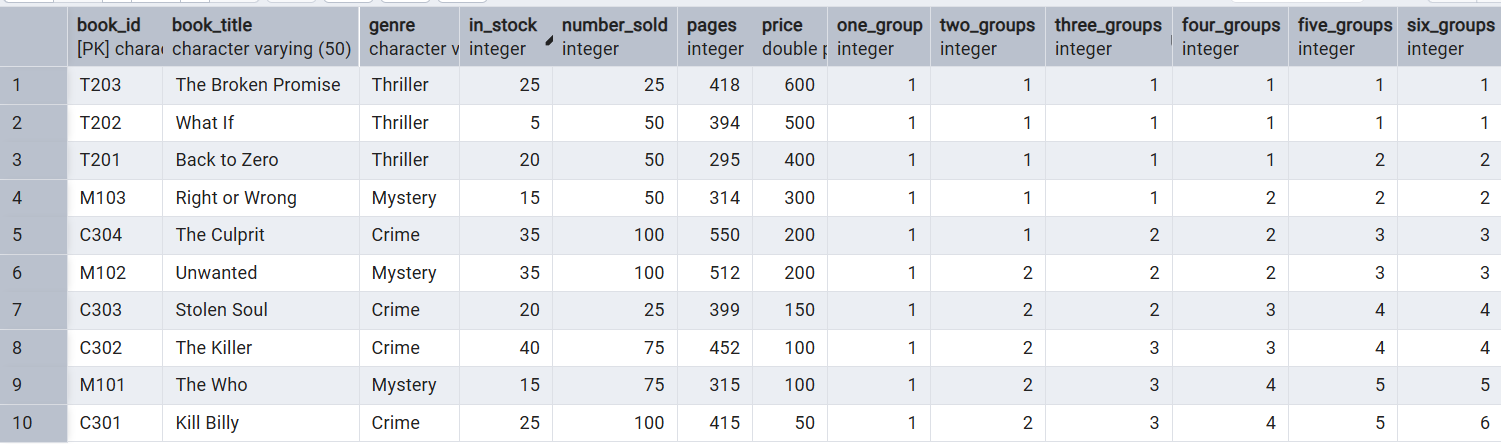 book_id book_title genre in_stock number_sold pages price one_group two_groups three_groups four_groups five_groups six_groups
[PK] chara character varying (50) character v integer integer integer double p integer integer integer integer integer integer
1 T203 The Broken Promise Thriller 25 25 418 600 1 1 1 1 1 1
2 T202 What If Thriller 5 50 394 500 1 1 1 1 1 1
3 T201 Back to Zero Thriller 20 50 295 400 1 1 1 1 2 2
4 M103 Right or Wrong Mystery 15 50 314 300 1 1 1 2 2 2
5 C304 The Culprit Crime 35 100 550 200 1 1 2 2 3 3
6 M102 Unwanted Mystery 35 100 512 200 1 2 2 2 3 3
7 C303 Stolen Soul Crime 20 25 399 150 1 2 2 3 4 4
8 C302 The Killer Crime 40 75 452 100 1 2 3 3 4 4
9 M101 The Who Mystery 15 75 315 100 1 2 3 4 5 5
10 C301 Kill Billy Crime 25 100 415 50 1 2 3 4 5 6